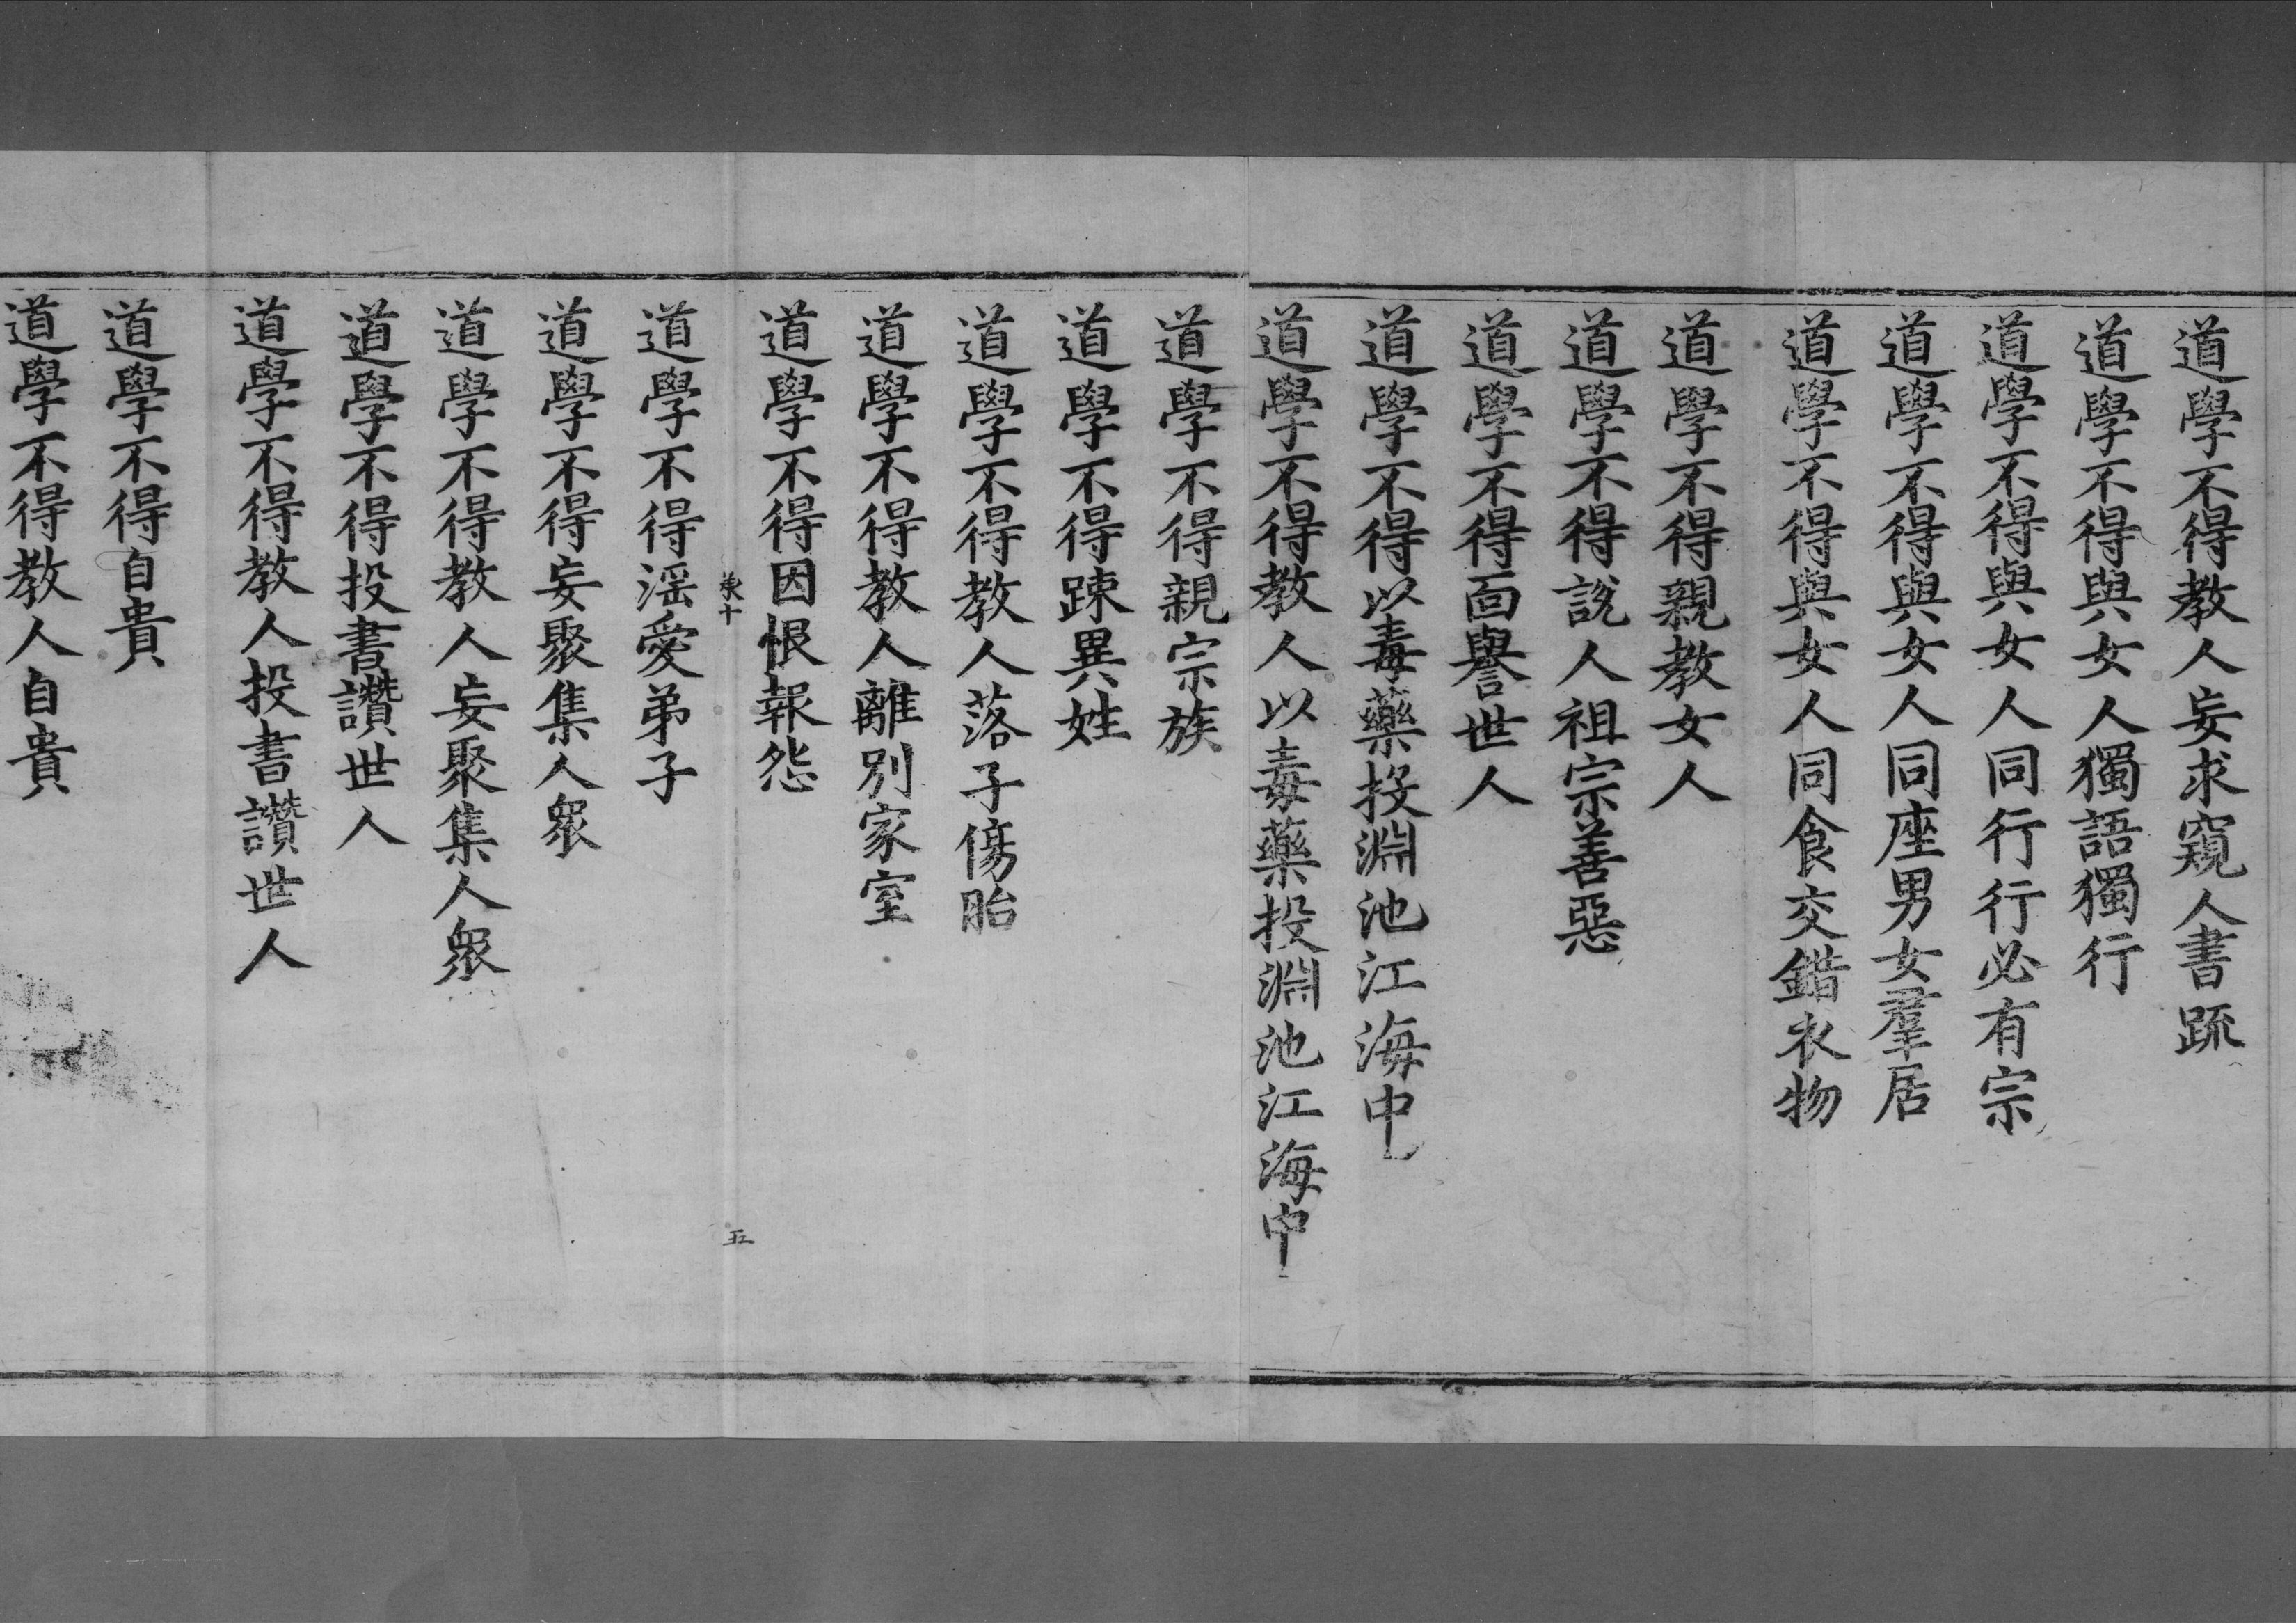 道學不得教人妄求窺人書䟽
道學不得與女人獨語獨行
道學不得與女人同行行必有宗
道學不得與女人同座男女羣居
道學不得與女人同食交錯衣物
道學不得親教女人
道學不得說人祖宗善惡
道學不得面譽世人
道學不得以毒藥投淵池江海中
道學不得教人以毒藥投淵池江海中
道學不得親宗族
道學不得踈異姓
道學不得教人落子傷胎
道學不得教人離別家室
道學不得因恨報怨
五
道學不得淫愛弟子
道學不得妄聚集人眾
道學不得教人妄聚集人眾
道學不得投書讚世人
道學不得教人投書讚世人
道學不得自貴
道學不得教人自貴